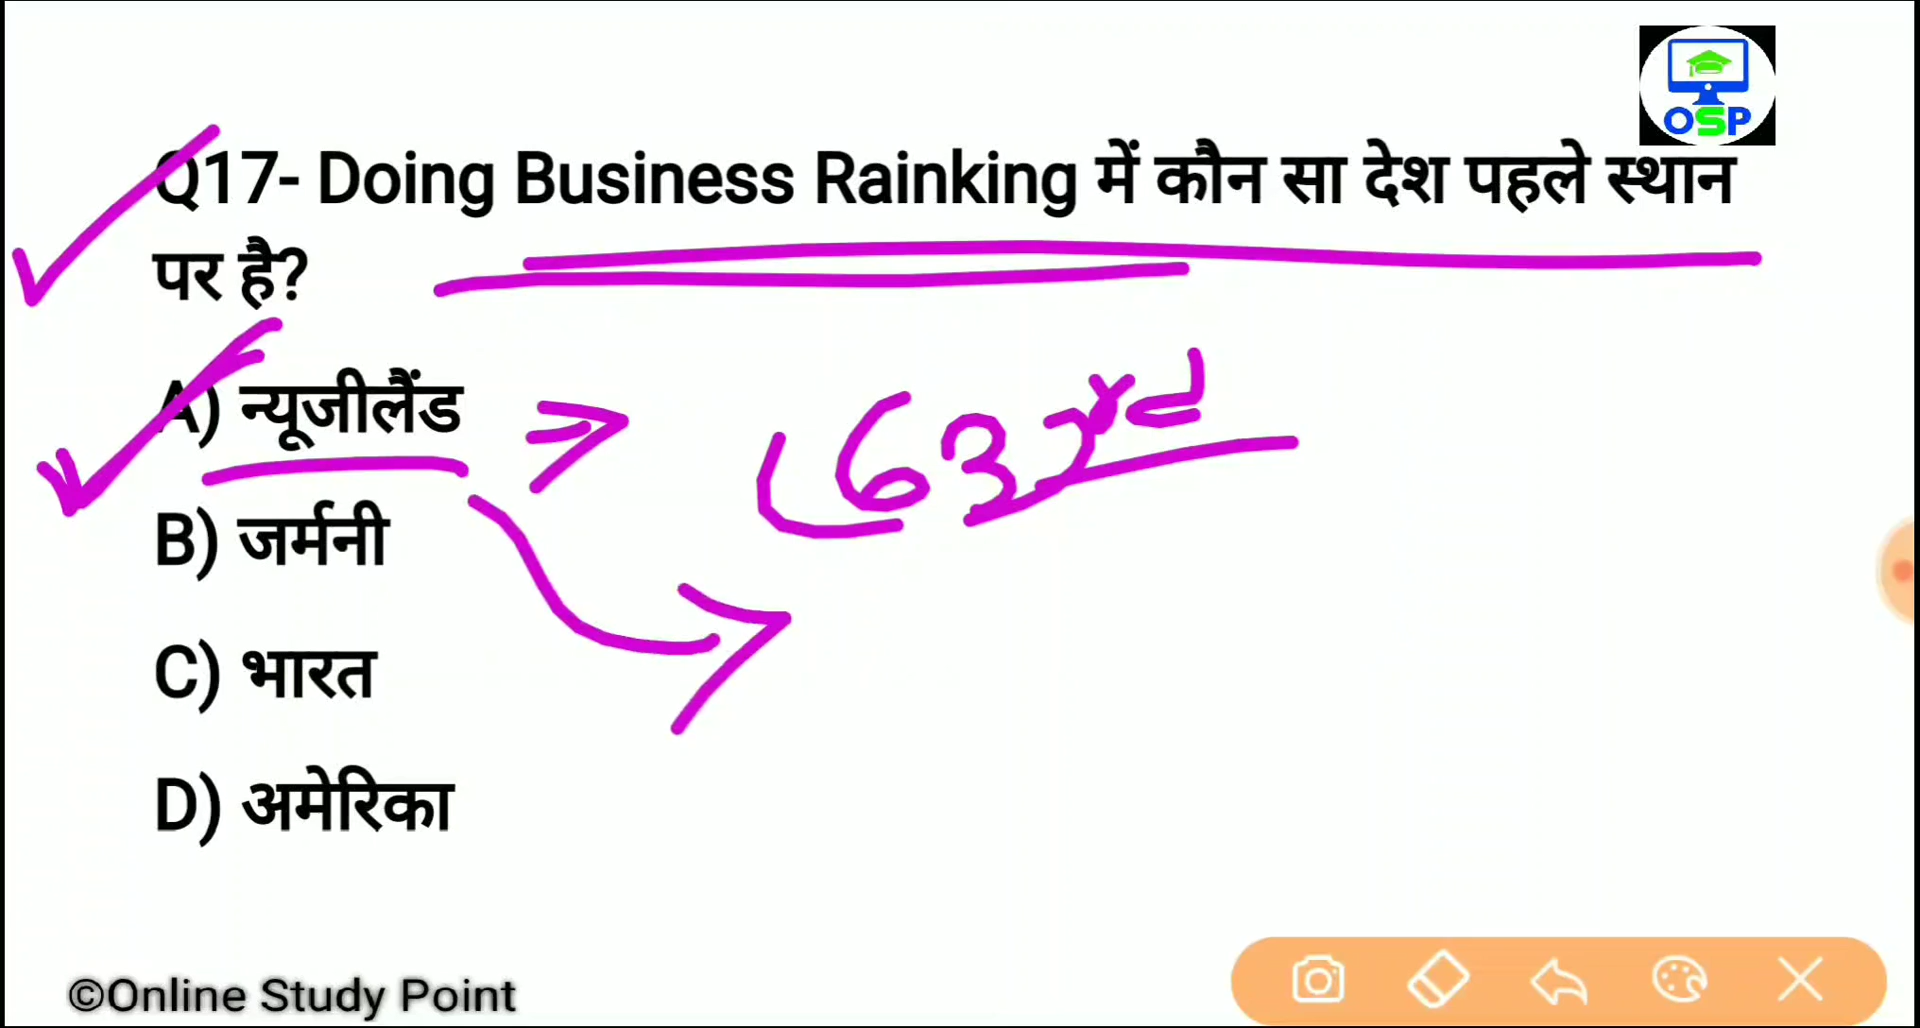 OSP
Q17- Doing Business Rainking में कौन सा देश पहले स्थान
पर है?
A) न्यूजीलैंड
63rd
B) जर्मनी
C) भारत
D) अमेरिका
©Online Study Point